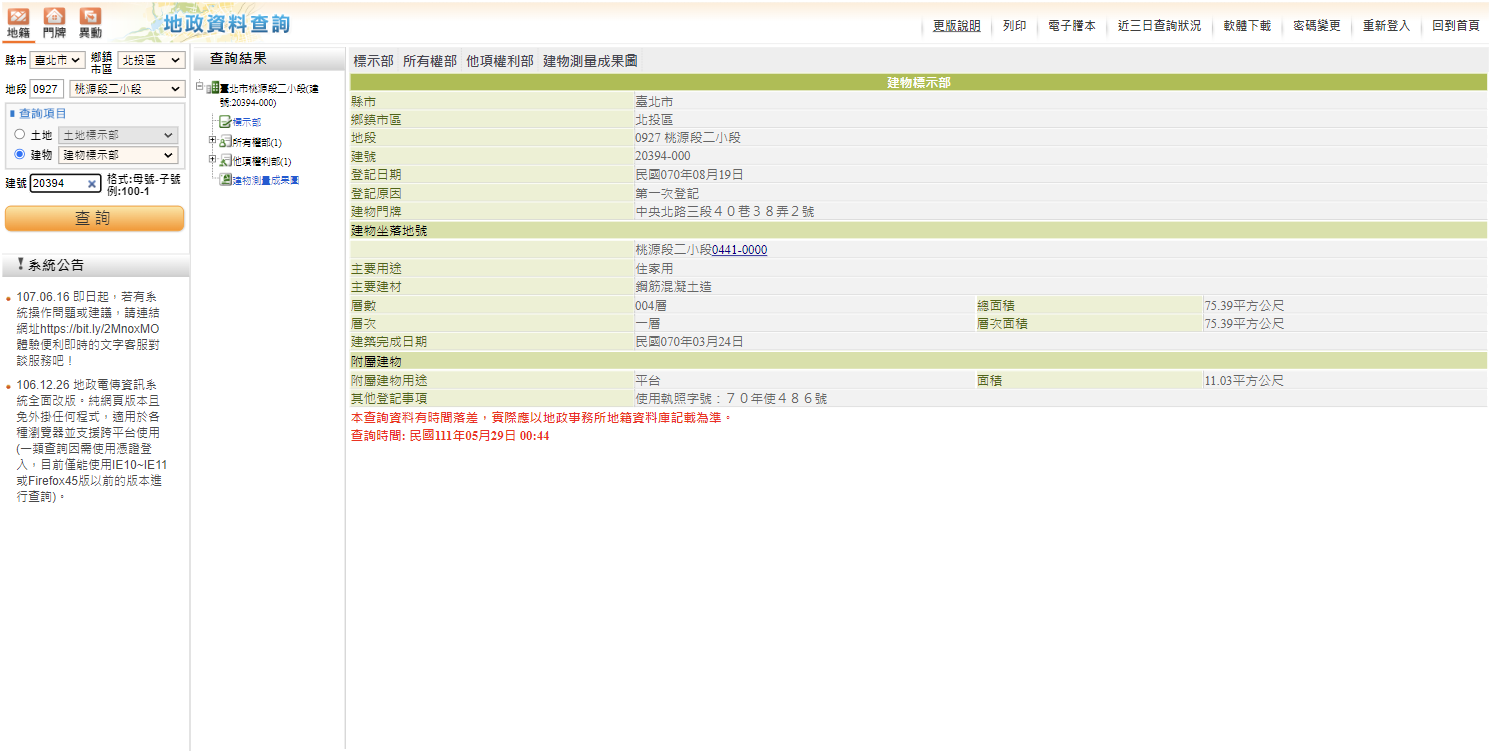 地籍 門牌 異動
地政資料查詢
更版說明 列印 電子謄本 近三日查詢狀況 軟體下載 密碼變更 重新登入 回到首頁
縣市 臺北市 鄉鎮市區 北投區
地段 0927 桃源段二小段
查詢項目
土地 土地標示部
建物 建物標示部
建號 20394 格式:母號-子號
例:100-1
查 詢
系統公告
107.06.16 即日起，若有系
統操作問題或建議，請連結
網址https://bit.ly/2MnoxMO
體驗便利即時的文字客服對
談服務吧！
106.12.26 地政電傳資訊系
統全面改版。純網頁版本且
免外掛任何程式，適用於各
種瀏覽器並支援跨平台使用
(一類查詢因需使用憑證登
入，目前僅能使用IE10~IE11
或Firefox45版以前的版本進
行查詢)。
查詢結果
臺北市桃源段二小段(建
號:20394-000)
標示部
所有權部(1)
他項權利部(1)
建物測量成果圖
標示部 所有權部 他項權利部 建物測量成果圖
建物標示部
縣市 臺北市
鄉鎮市區 北投區
地段 0927 桃源段二小段
建號 20394-000
登記日期 民國070年08月19日
登記原因 第一次登記
建物門牌 中央北路三段４０巷３８弄２號
建物坐落地號
桃源段二小段0441-0000
主要用途 住家用
主要建材 鋼筋混凝土造
層數 004層 總面積 75.39平方公尺
層次 一層 層次面積 75.39平方公尺
建築完成日期 民國070年03月24日
附屬建物
附屬建物用途 平台 面積 11.03平方公尺
其他登記事項 使用執照字號：７０年使４８６號
本查詢資料有時間落差，實際應以地政事務所地籍資料庫記載為準。
查詢時間: 民國111年05月29日 00:44